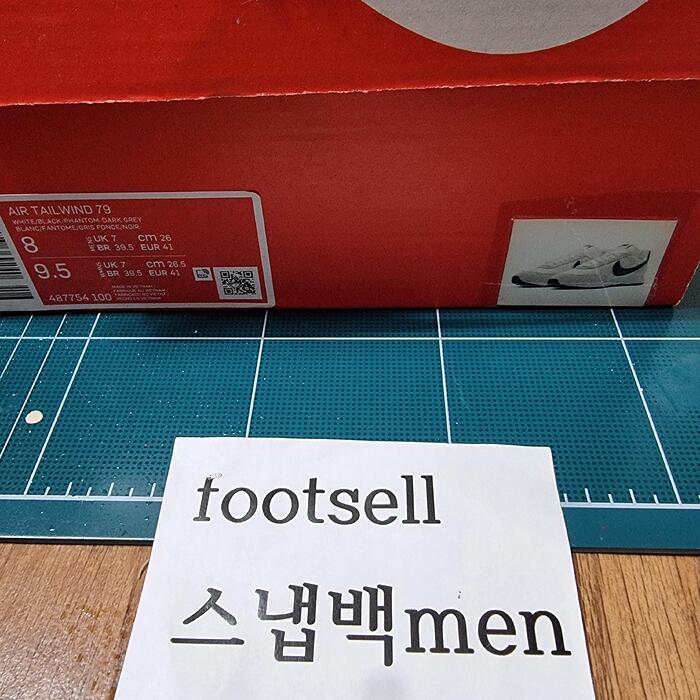 AIR TAILWIND 79
WHITE/BLACK-PHANTOM-DARK GREY
BLANC/FANTOME/GRIS FONCE/NOIR
8 UK 7 cm 26
BR 39.5 EUR 41
9.5 UK 7 cm 26.5
BR 39.5 EUR 41
MADE IN VIETNAM
487754 100
footsell
스냅백men